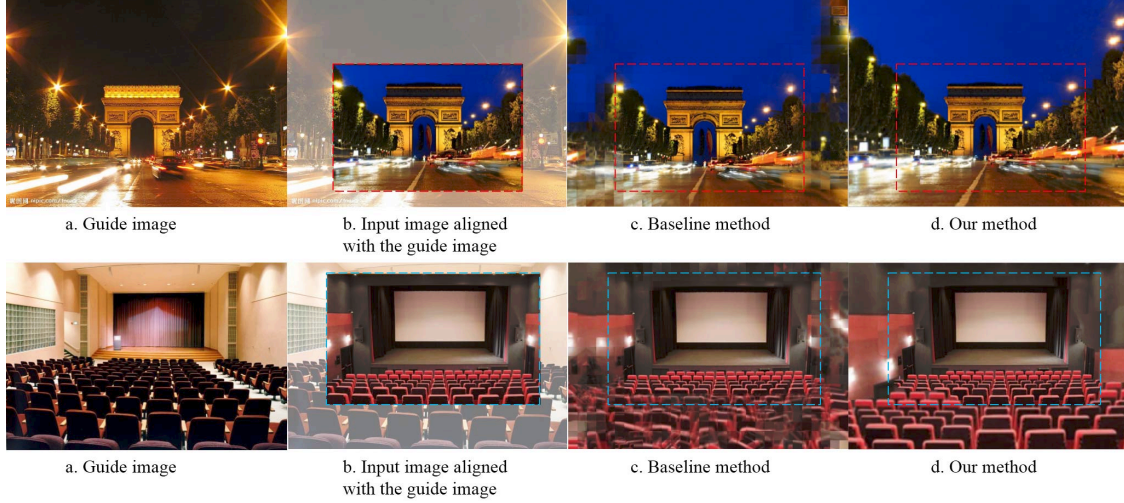 a. Guide image
b. Input image aligned
with the guide image
c. Baseline method
d. Our method
a. Guide image
b. Input image aligned
with the guide image
c. Baseline method
d. Our method